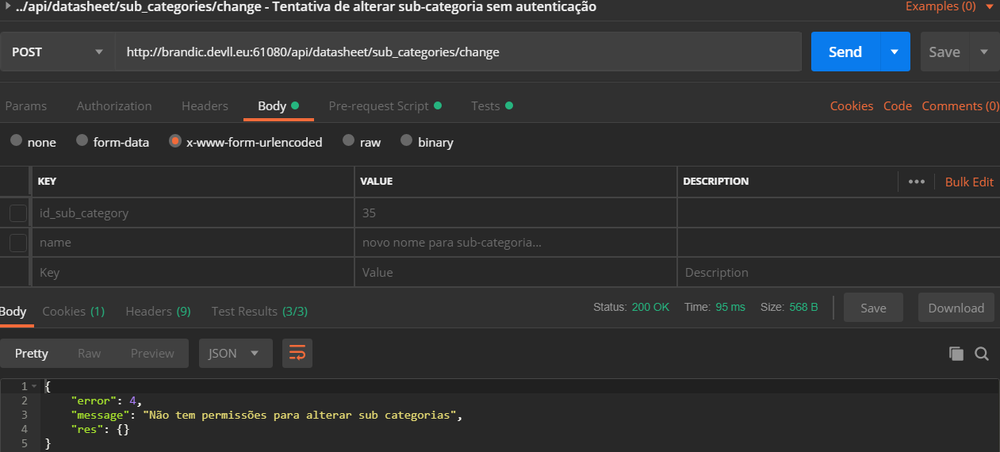 ../api/datasheet/sub_categories/change - Tentativa de alterar sub-categoria sem autenticação Examples (0)
POST http://brandic.devll.eu:61080/api/datasheet/sub_categories/change Send Save
Params Authorization Headers Body Pre-request Script Tests Cookies Code Comments (0)
none form-data x-www-form-urlencoded raw binary
KEY VALUE DESCRIPTION ••• Bulk Edit
id_sub_category 35
name novo nome para sub-categoria...
Key Value Description
Body Cookies (1) Headers (9) Test Results (3/3) Status: 200 OK Time: 95 ms Size: 568 B Save Download
Pretty Raw Preview JSON
1 {
2 "error": 4,
3 "message": "Não tem permissões para alterar sub categorias",
4 "res": {}
5 }